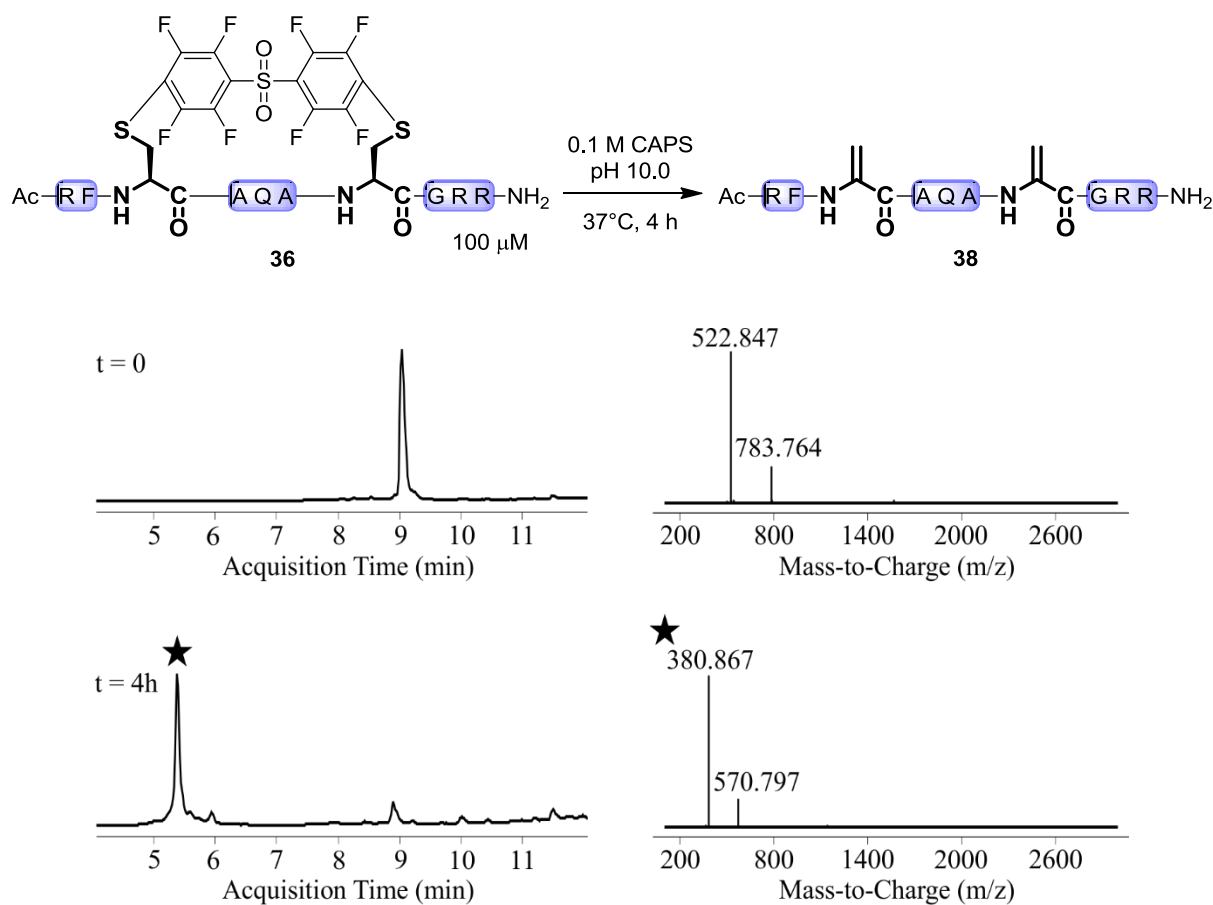 F F O F F
S
O
F F F F
S S
Ac R F N H O A Q A N H O G R R NH₂
100 μM
36
0.1 M CAPS
pH 10.0
37°C, 4 h
Ac R F N H O A Q A N H O G R R NH₂
38
t = 0
5 6 7 8 9 10 11
Acquisition Time (min)
522.847
783.764
200 800 1400 2000 2600
Mass-to-Charge (m/z)
t = 4h
5 6 7 8 9 10 11
Acquisition Time (min)
380.867
570.797
200 800 1400 2000 2600
Mass-to-Charge (m/z)